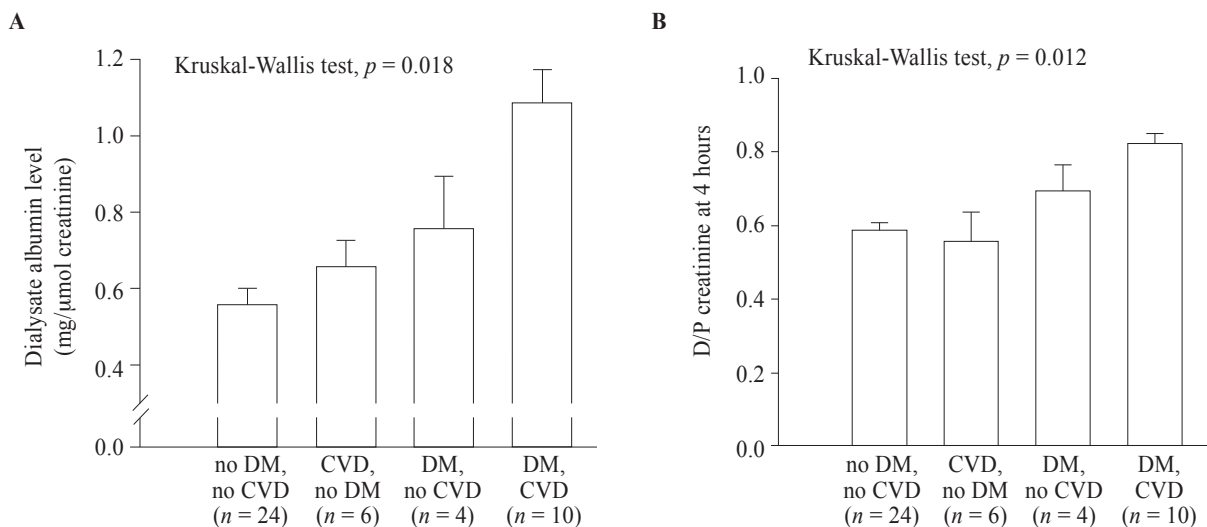 A
Kruskal-Wallis test, p = 0.018
Dialysate albumin level
(mg/μmol creatinine)
1.2
1.0
0.8
0.6
0.4
0.0
no DM,
no CVD
(n = 24)
CVD,
no DM
(n = 6)
DM,
no CVD
(n = 4)
DM,
CVD
(n = 10)
B
Kruskal-Wallis test, p = 0.012
D/P creatinine at 4 hours
1.0
0.8
0.6
0.4
0.2
0.0
no DM,
no CVD
(n = 24)
CVD,
no DM
(n = 6)
DM,
no CVD
(n = 4)
DM,
CVD
(n = 10)